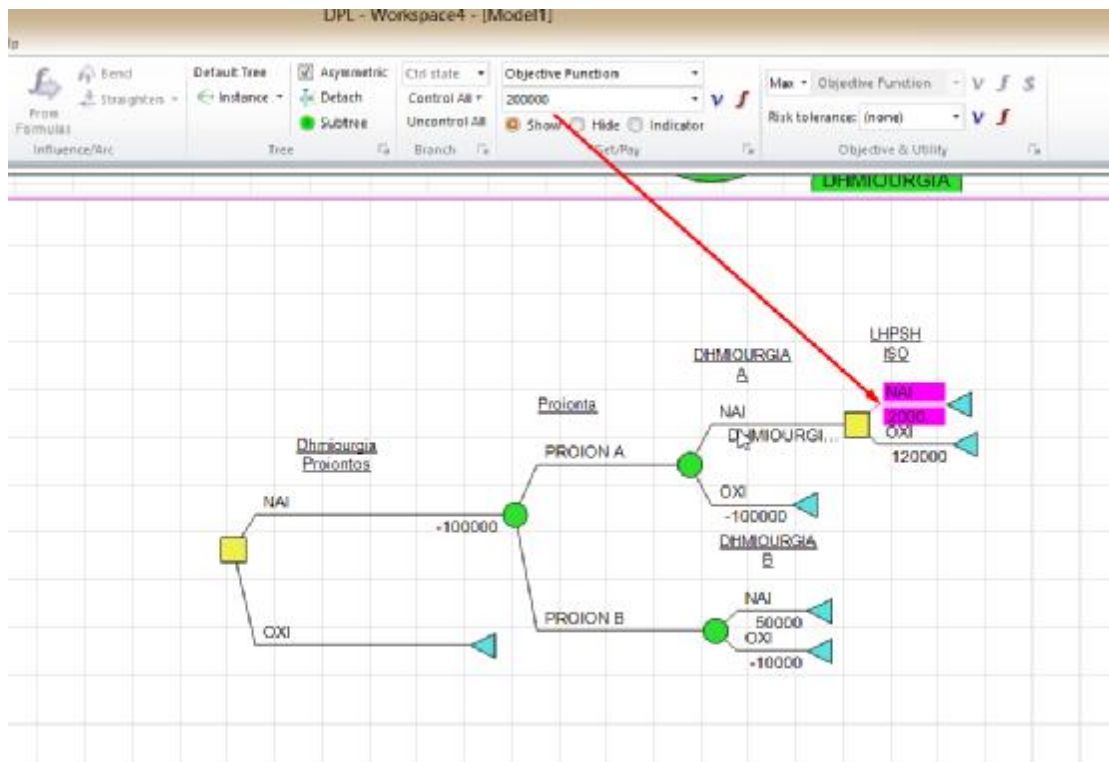 DPL - Workspace4 - [Model1]
lp
Bend
Straighten
From
Formulas
Influence/Arc
Default Tree
Instance
Asymmetric
Detach
Subtree
Tree
Ctrl state
Control All
Uncontrol All
Branch
Objective Function
200000
Show Hide Indicator
Get/Pay
Max Objective Function
Risk tolerance: (none)
Objective & Utility
DHMIOURGIA
LHPSH
ISO
NAI
2000...
OXI
120000
DHMIOURGIA
A
NAI
DHMIOURGI...
OXI
-100000
Proionta
PROION A
Dhmiourgia
Proiontos
NAI
-100000
DHMIOURGIA
B
NAI
50000
OXI
-10000
PROION B
OXI